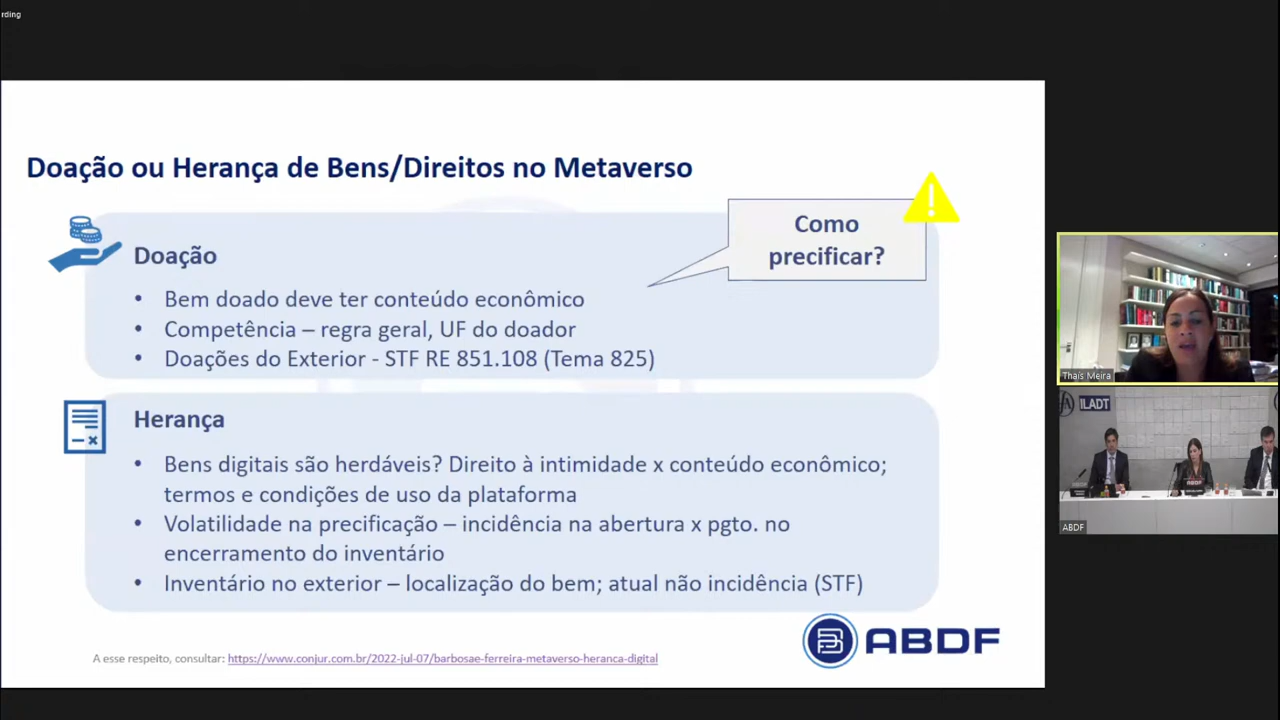 rding
Doação ou Herança de Bens/Direitos no Metaverso
Como
precificar?
Doação
• Bem doado deve ter conteúdo econômico
• Competência – regra geral, UF do doador
• Doações do Exterior - STF RE 851.108 (Tema 825)
Herança
• Bens digitais são herdáveis? Direito à intimidade x conteúdo econômico;
termos e condições de uso da plataforma
• Volatilidade na precificação – incidência na abertura x pgto. no
encerramento do inventário
• Inventário no exterior – localização do bem; atual não incidência (STF)
A esse respeito, consultar: https://www.conjur.com.br/2022-jul-07/barbosae-ferreira-metaverso-heranca-digital
ABDF
Thaís Meira
ILADT
ABDF
ABDF